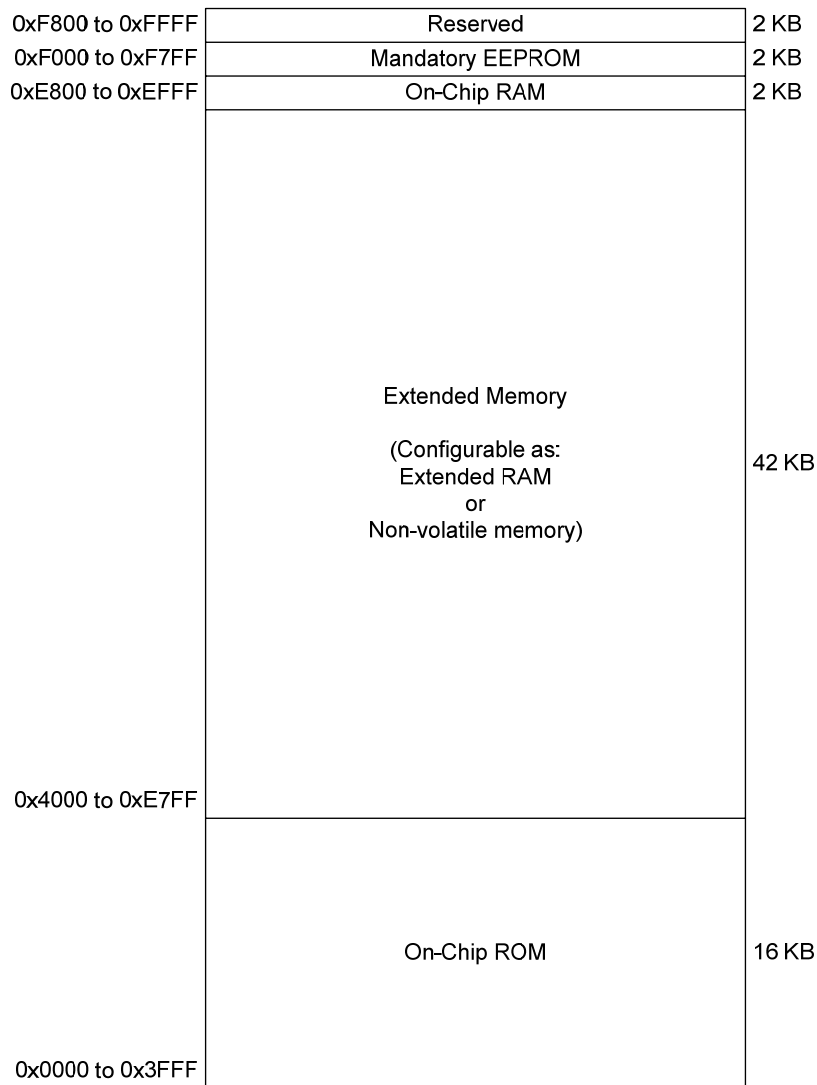 0xF800 to 0xFFFF Reserved 2 KB
0xF000 to 0xF7FF Mandatory EEPROM 2 KB
0xE800 to 0xEFFF On-Chip RAM 2 KB
Extended Memory
(Configurable as:
Extended RAM
or
Non-volatile memory)
42 KB
0x4000 to 0xE7FF
On-Chip ROM 16 KB
0x0000 to 0x3FFF